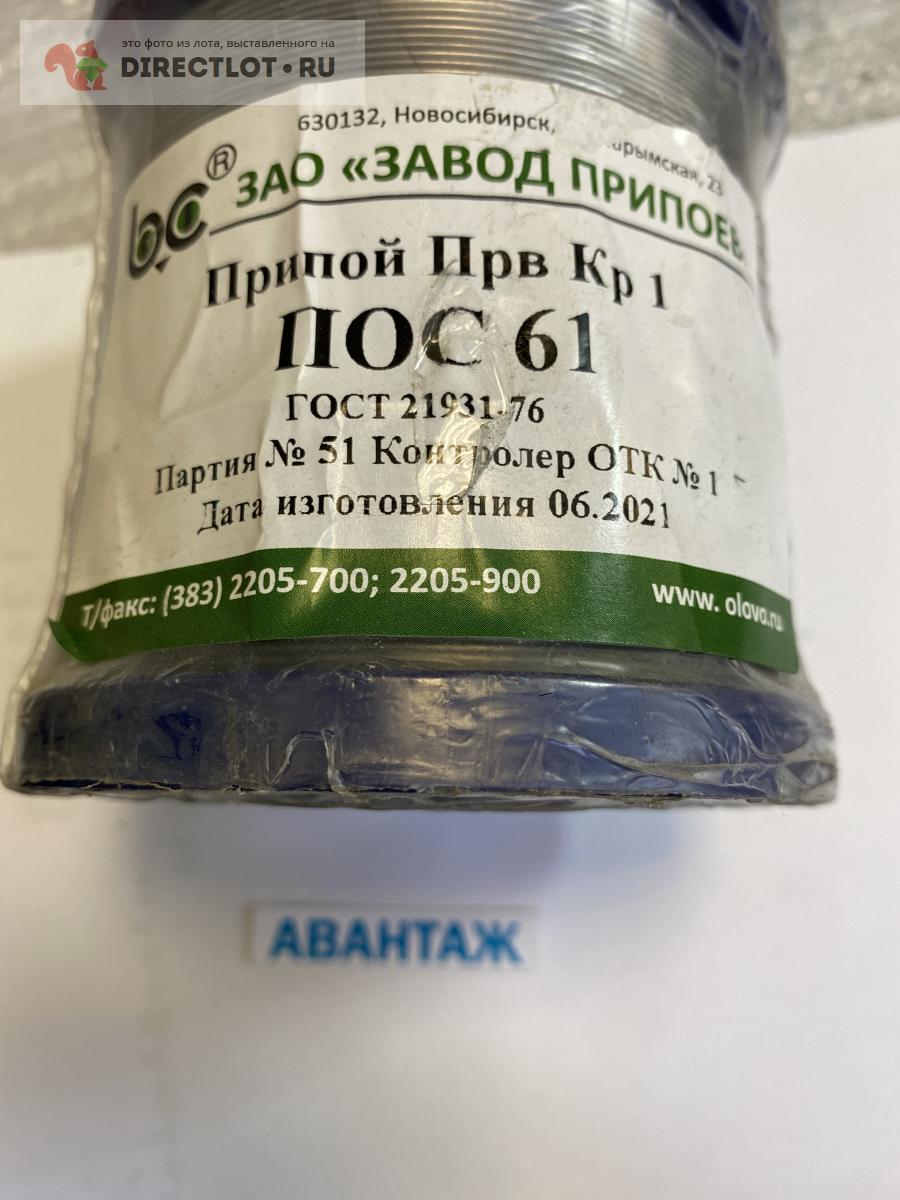 это фото из лота, выставленного на
DIRECTLOT.RU
630132, Новосибирск, 23
bc®
ЗАО «ЗАВОД ПРИПОЕВ
Припой Прв Кр 1
ПОС 61
ГОСТ 21931-76
Партия № 51 Контролер ОТК № 1
Дата изготовления 06.2021
т/факс: (383) 2205-700; 2205-900
www. olova.ru
АВАНТАЖ